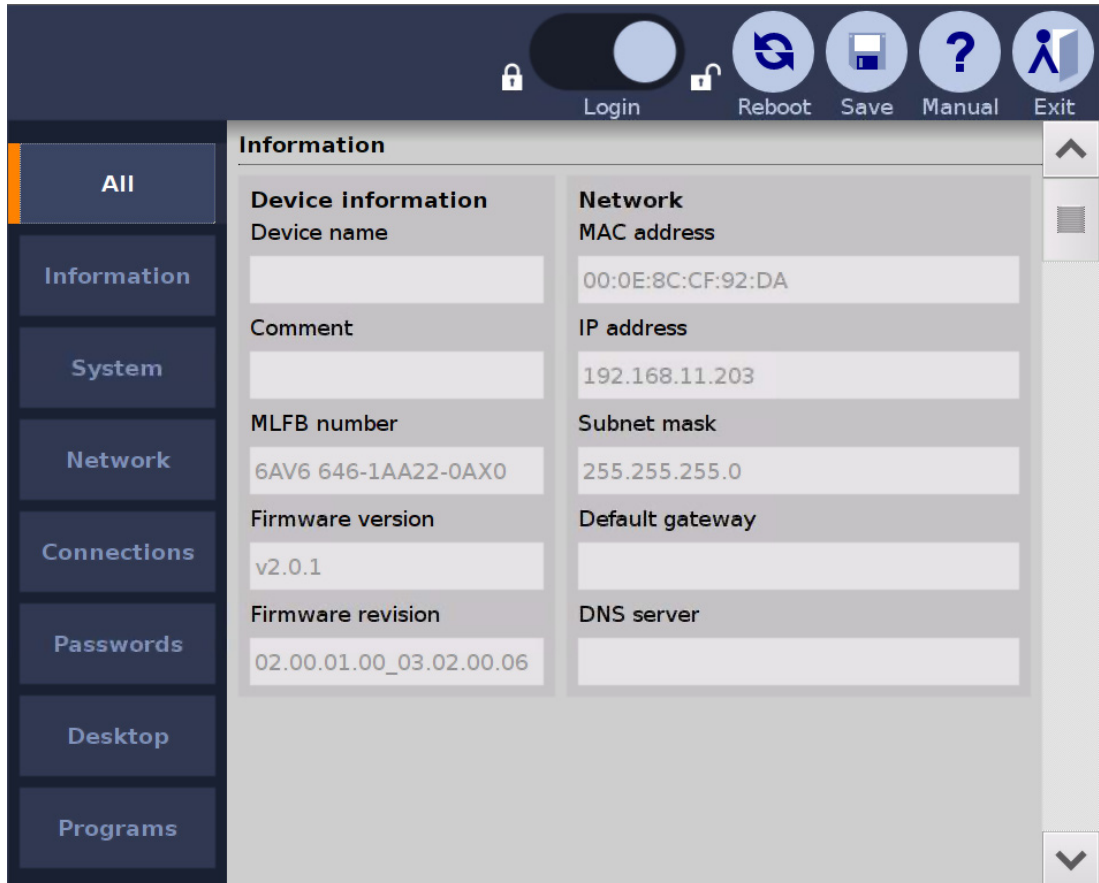 Login
Reboot
Save
Manual
Exit
All
Information
System
Network
Connections
Passwords
Desktop
Programs
Information
Device information
Device name
Comment
MLFB number
6AV6 646-1AA22-0AX0
Firmware version
v2.0.1
Firmware revision
02.00.01.00_03.02.00.06
Network
MAC address
00:0E:8C:CF:92:DA
IP address
192.168.11.203
Subnet mask
255.255.255.0
Default gateway
DNS server